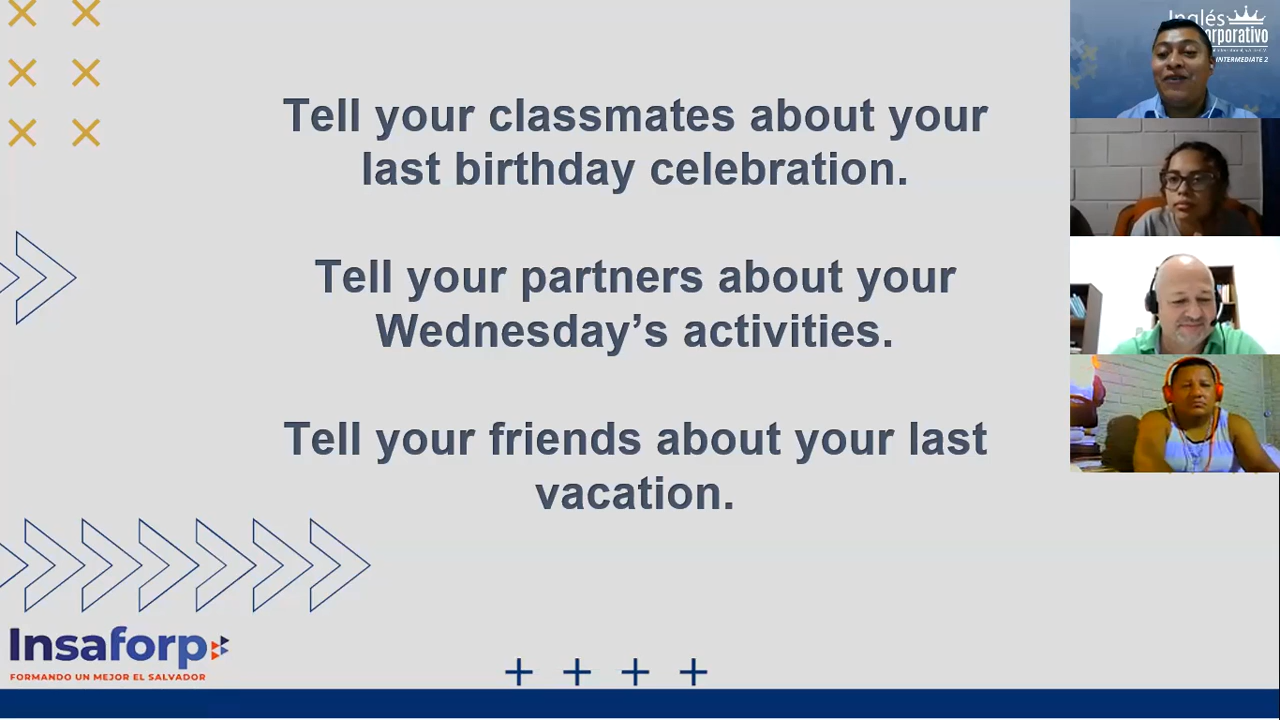 Tell your classmates about your
last birthday celebration.
Tell your partners about your
Wednesday’s activities.
Tell your friends about your last
vacation.
Insaforp
FORMANDO UN MEJOR EL SALVADOR
Inglés
INTERMEDIATE 2